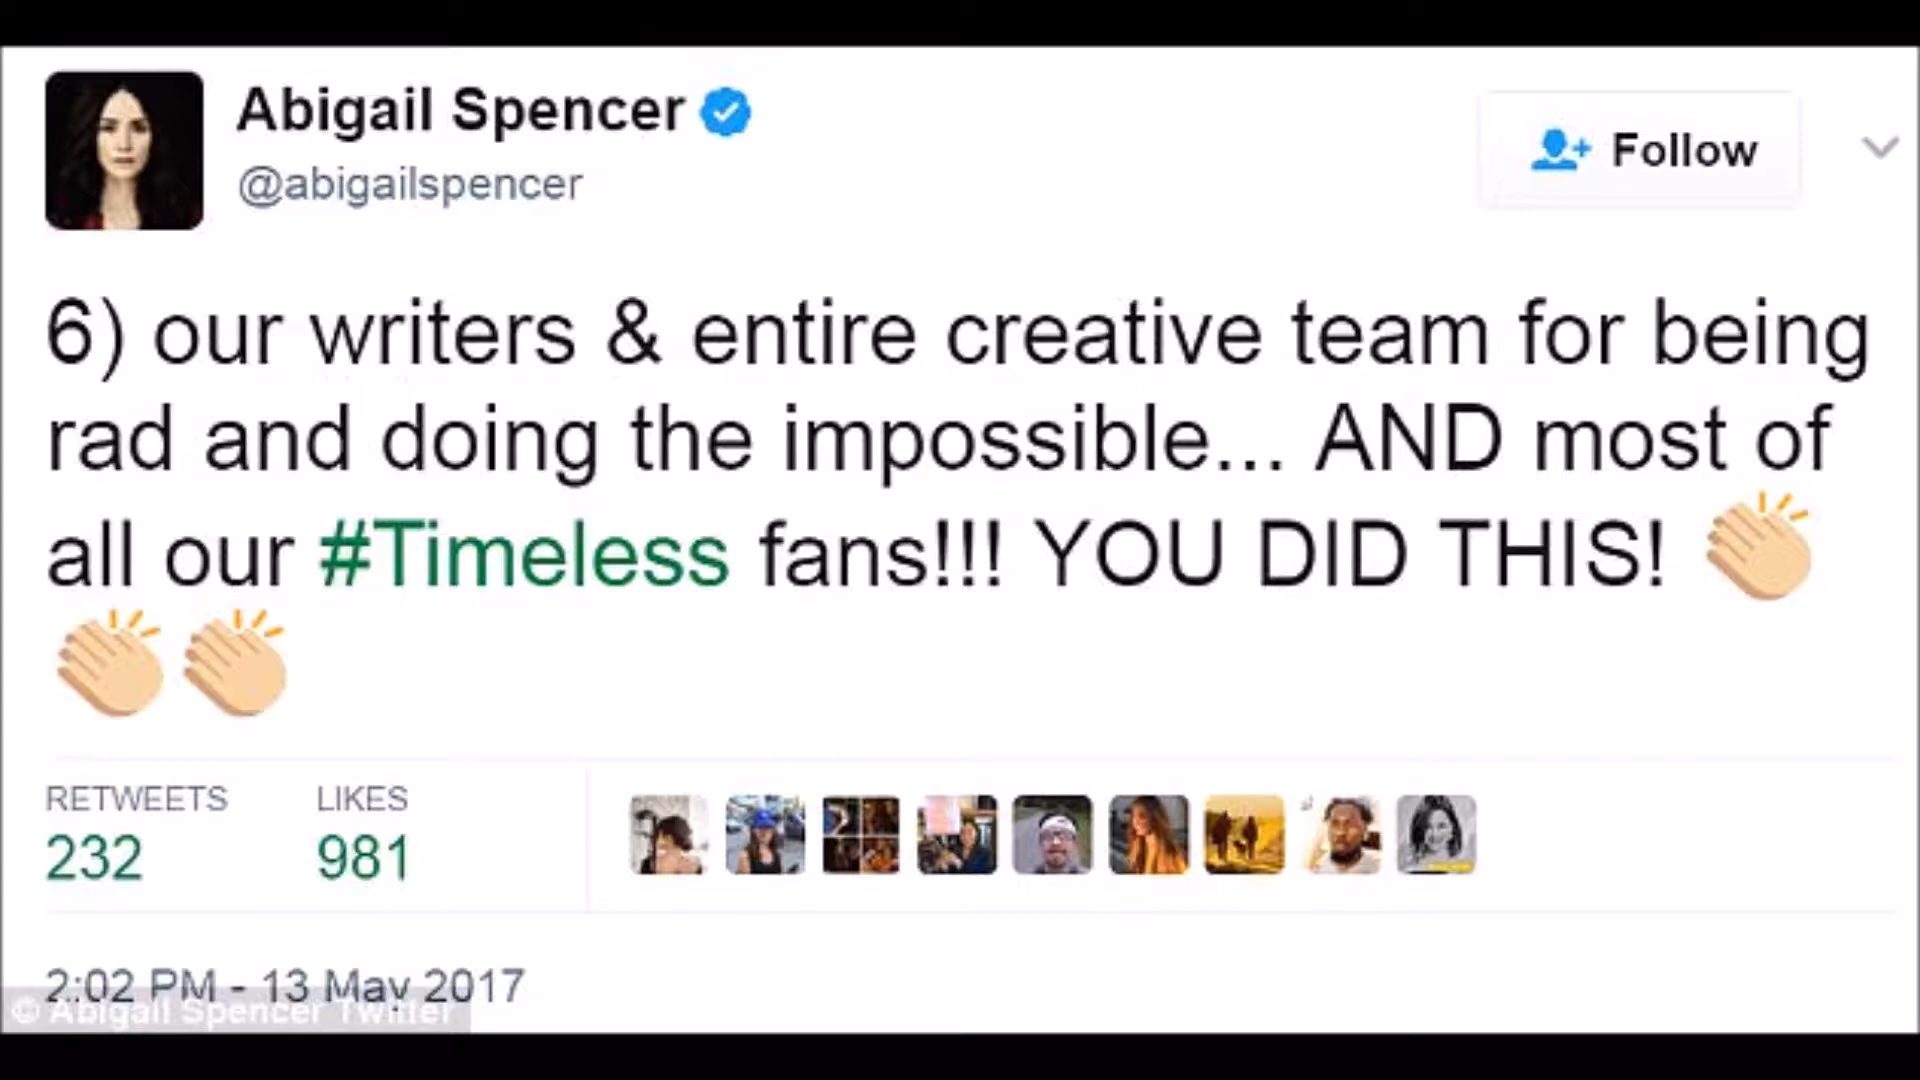 Abigail Spencer
@abigailspencer
Follow
6) our writers & entire creative team for being
rad and doing the impossible... AND most of
all our #Timeless fans!!! YOU DID THIS! 👏🏼
👏🏼👏🏼
RETWEETS LIKES
232 981
2:02 PM - 13 May 2017
© Abigail Spencer Twitter